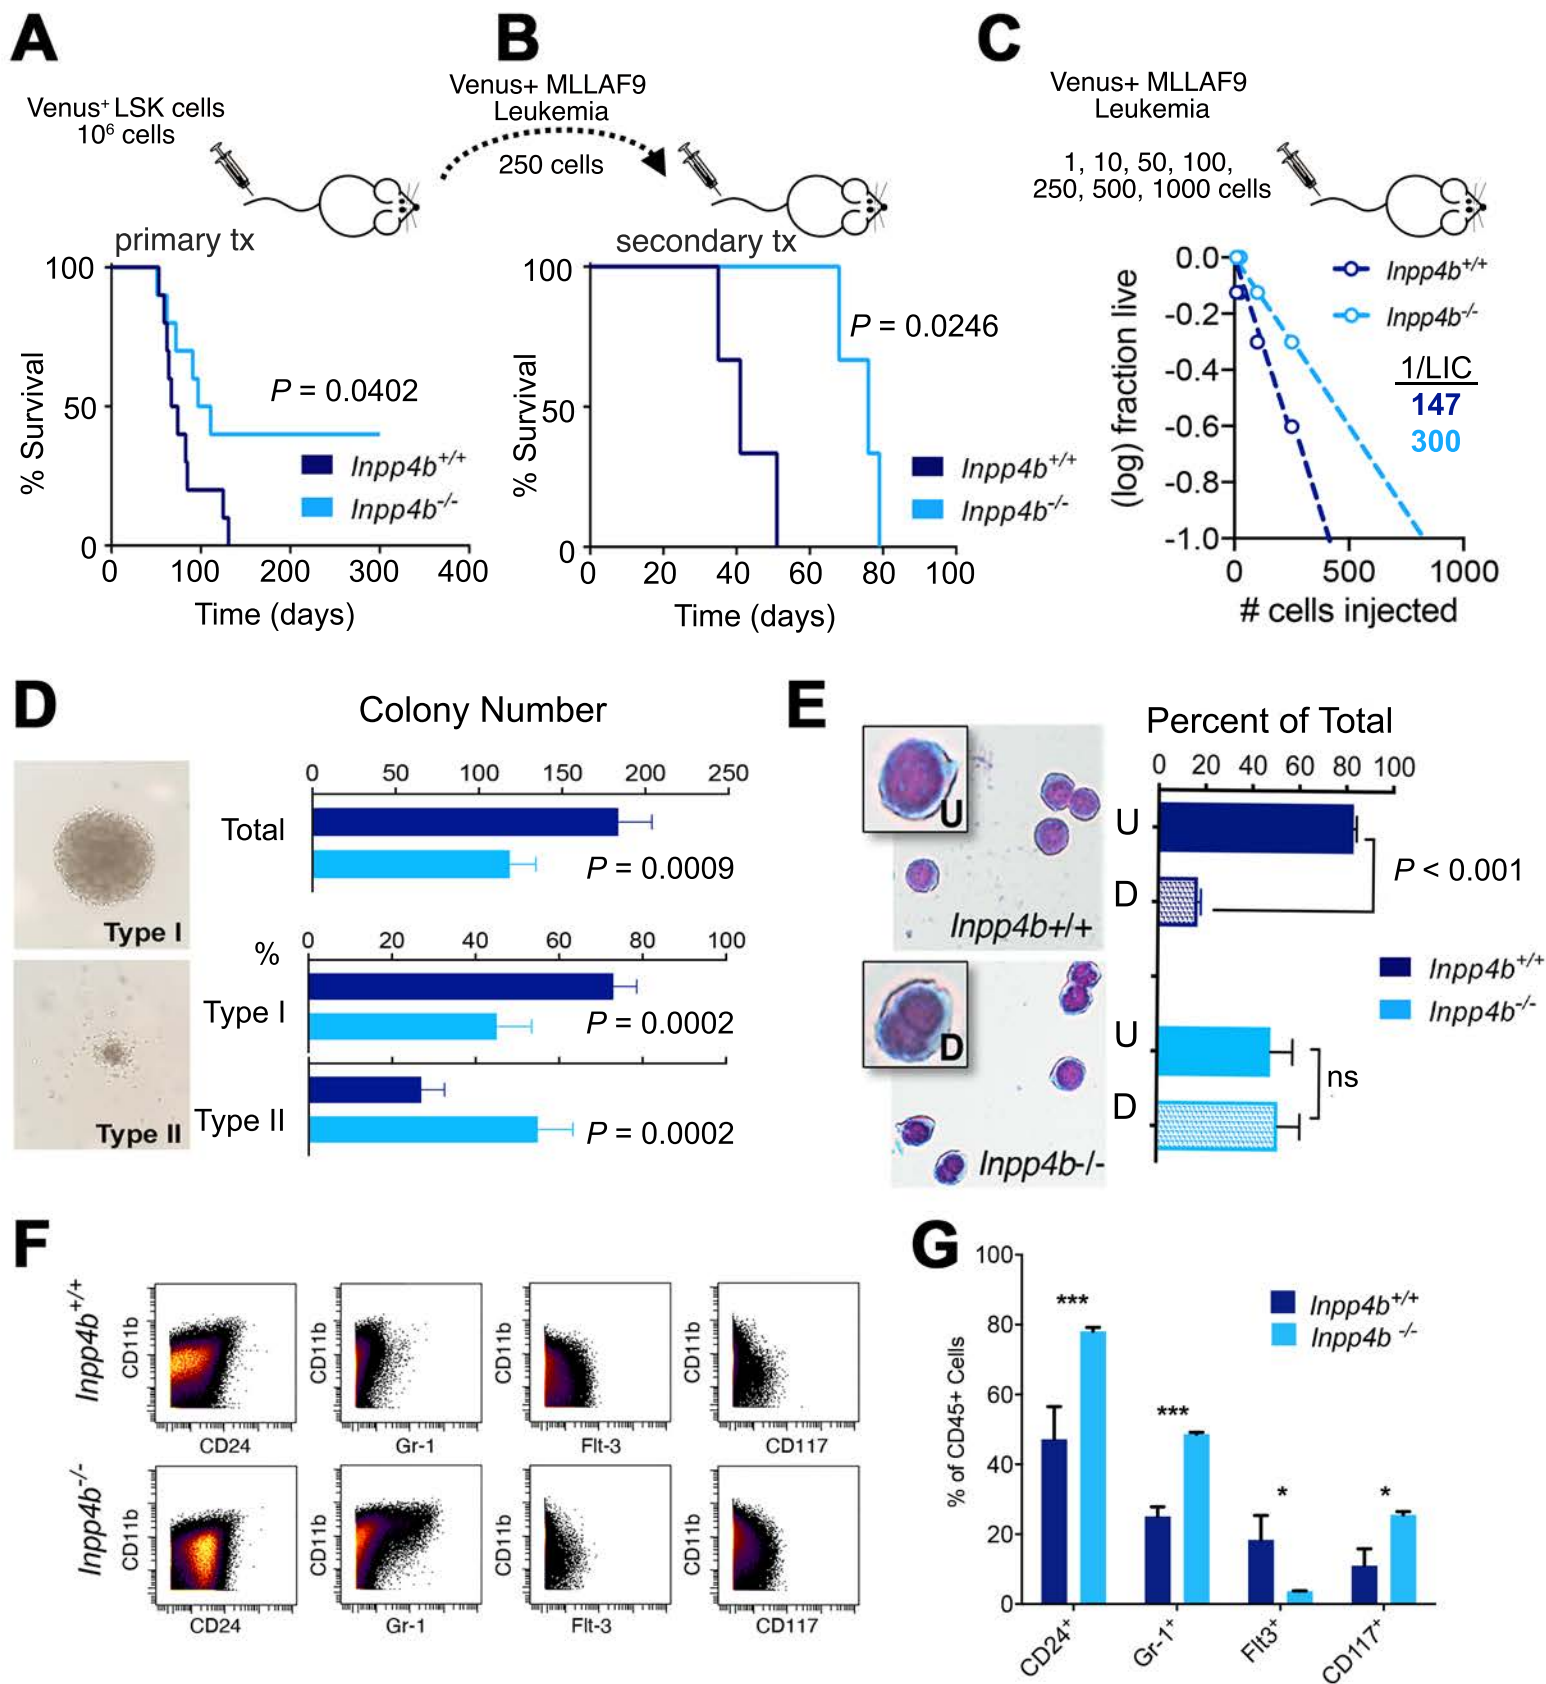 A
Venus+ LSK cells
10⁶ cells
primary tx
100
50
0
% Survival
P = 0.0402
Inpp4b+/+
Inpp4b-/-
0 100 200 300 400
Time (days)
B
Venus+ MLLAF9
Leukemia
250 cells
secondary tx
100
50
0
% Survival
P = 0.0246
Inpp4b+/+
Inpp4b-/-
0 20 40 60 80 100
Time (days)
C
Venus+ MLLAF9
Leukemia
1, 10, 50, 100,
250, 500, 1000 cells
0.0
-0.2
-0.4
-0.6
-0.8
-1.0
(log) fraction live
Inpp4b+/+
Inpp4b-/-
1/LIC
147
300
0 500 1000
# cells injected
D
Type I
Type II
Colony Number
0 50 100 150 200 250
Total
P = 0.0009
%
0 20 40 60 80 100
Type I
P = 0.0002
Type II
P = 0.0002
E
U
Inpp4b+/+
D
Inpp4b-/-
Percent of Total
0 20 40 60 80 100
U
D
P < 0.001
U
D
ns
Inpp4b+/+
Inpp4b-/-
F
Inpp4b+/+
CD11b CD11b CD11b CD11b
CD24 Gr-1 Flt-3 CD117
Inpp4b-/-
CD11b CD11b CD11b CD11b
CD24 Gr-1 Flt-3 CD117
G
100
80
60
40
20
0
% of CD45+ Cells
Inpp4b+/+
Inpp4b -/-
*** *** * *
CD24+ Gr-1+ Flt3+ CD117+